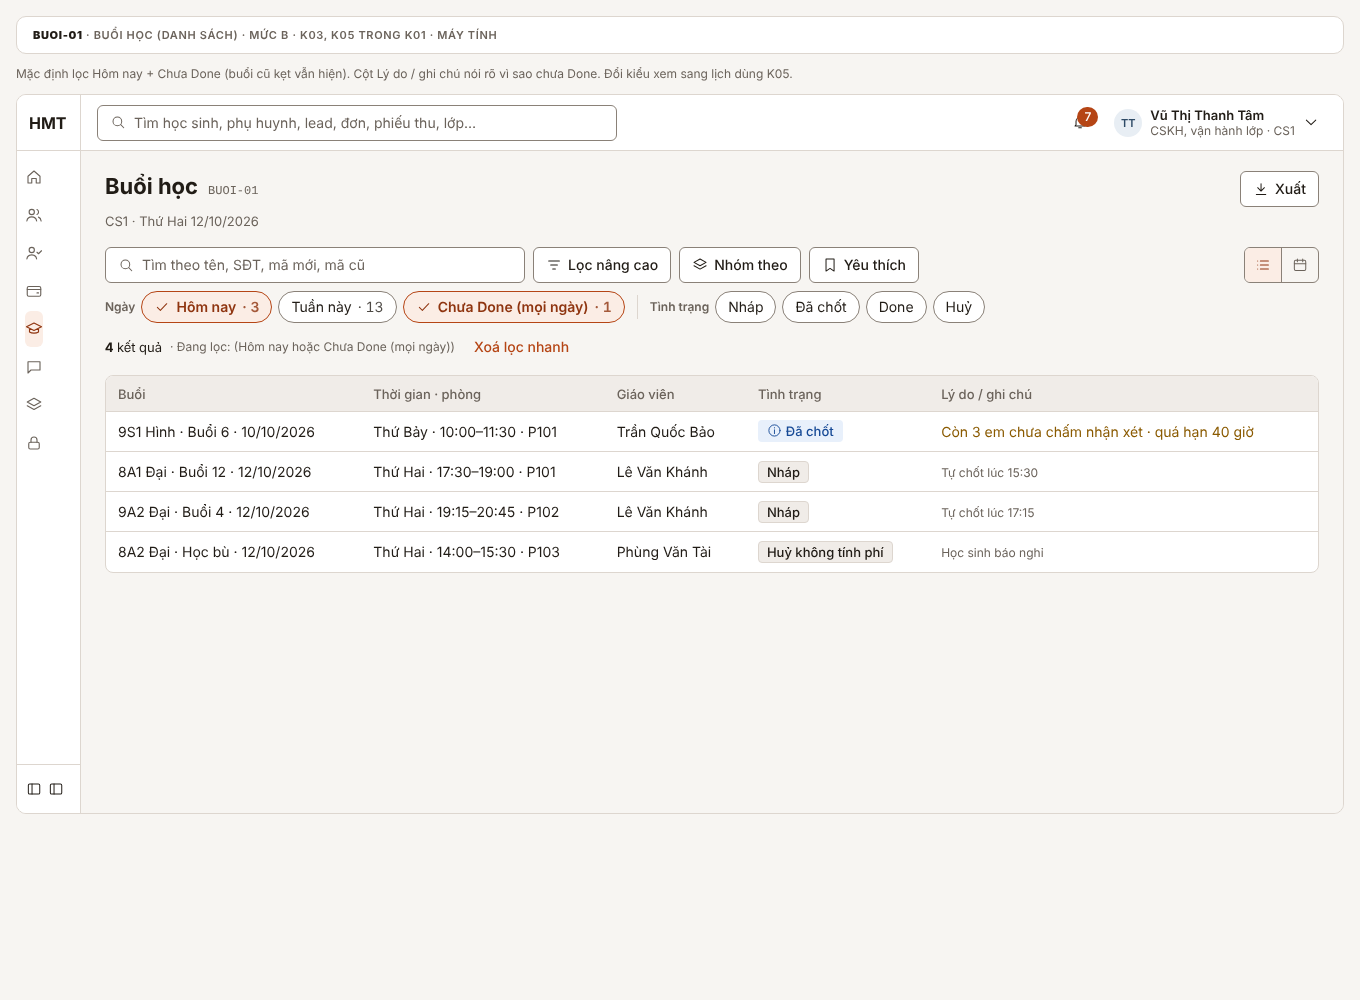 BUOI-01 · BUỔI HỌC (DANH SÁCH) · MỨC B · K03, K05 TRONG K01 · MÁY TÍNH
Mặc định lọc Hôm nay + Chưa Done (buổi cũ kẹt vẫn hiện). Cột Lý do / ghi chú nói rõ vì sao chưa Done. Đổi kiểu xem sang lịch dùng K05.
HMT
Tìm học sinh, phụ huynh, lead, đơn, phiếu thu, lớp...
7
TT
Vũ Thị Thanh Tâm
CSKH, vận hành lớp · CS1
Buổi học BUOI-01
Xuất
CS1 · Thứ Hai 12/10/2026
Tìm theo tên, SĐT, mã mới, mã cũ
Lọc nâng cao
Nhóm theo
Yêu thích
Ngày Hôm nay · 3 Tuần này · 13 Chưa Done (mọi ngày) · 1 Tình trạng Nháp Đã chốt Done Huỷ
4 kết quả · Đang lọc: (Hôm nay hoặc Chưa Done (mọi ngày)) Xoá lọc nhanh
Buổi Thời gian · phòng Giáo viên Tình trạng Lý do / ghi chú
9S1 Hình · Buổi 6 · 10/10/2026 Thứ Bảy · 10:00–11:30 · P101 Trần Quốc Bảo Đã chốt Còn 3 em chưa chấm nhận xét · quá hạn 40 giờ
8A1 Đại · Buổi 12 · 12/10/2026 Thứ Hai · 17:30–19:00 · P101 Lê Văn Khánh Nháp Tự chốt lúc 15:30
9A2 Đại · Buổi 4 · 12/10/2026 Thứ Hai · 19:15–20:45 · P102 Lê Văn Khánh Nháp Tự chốt lúc 17:15
8A2 Đại · Học bù · 12/10/2026 Thứ Hai · 14:00–15:30 · P103 Phùng Văn Tài Huỷ không tính phí Học sinh báo nghỉ